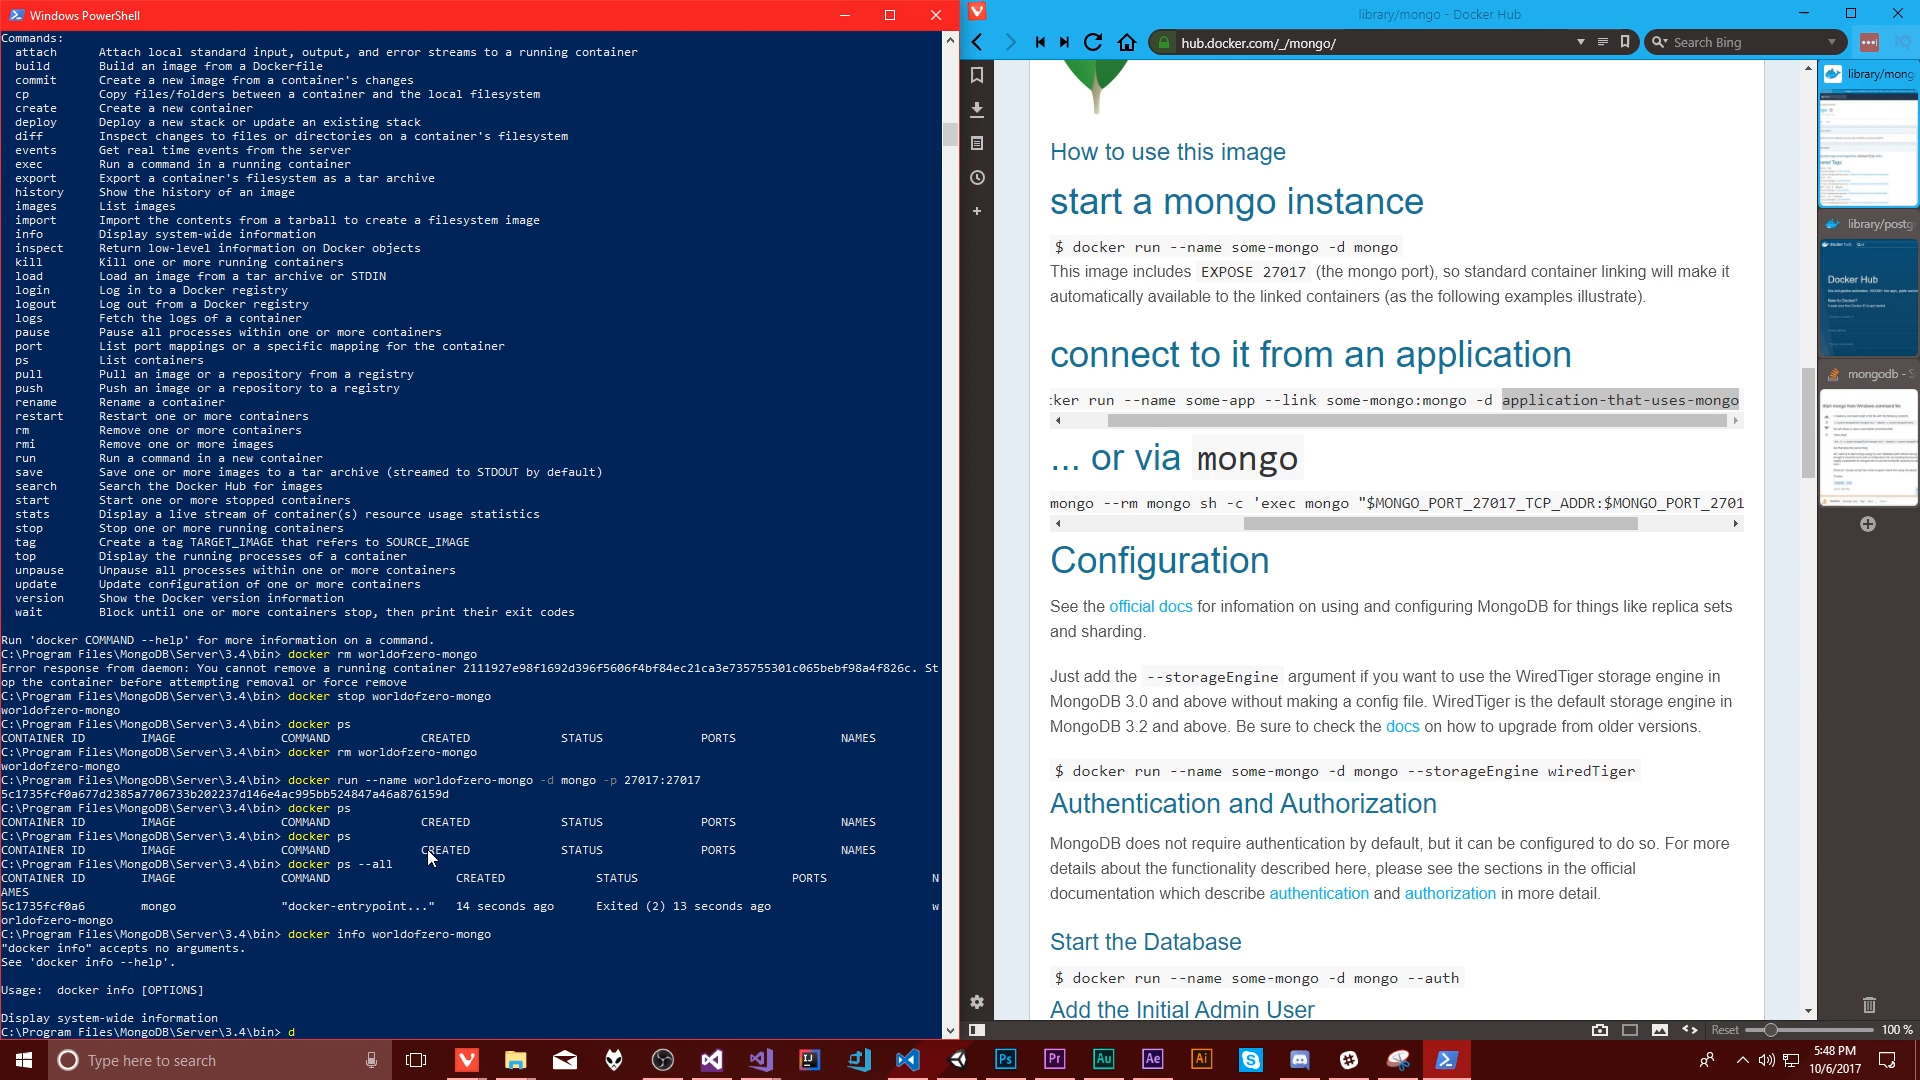 Windows PowerShell
Commands:
attach Attach local standard input, output, and error streams to a running container
build Build an image from a Dockerfile
commit Create a new image from a container's changes
cp Copy files/folders between a container and the local filesystem
create Create a new container
deploy Deploy a new stack or update an existing stack
diff Inspect changes to files or directories on a container's filesystem
events Get real time events from the server
exec Run a command in a running container
export Export a container's filesystem as a tar archive
history Show the history of an image
images List images
import Import the contents from a tarball to create a filesystem image
info Display system-wide information
inspect Return low-level information on Docker objects
kill Kill one or more running containers
load Load an image from a tar archive or STDIN
login Log in to a Docker registry
logout Log out from a Docker registry
logs Fetch the logs of a container
pause Pause all processes within one or more containers
port List port mappings or a specific mapping for the container
ps List containers
pull Pull an image or a repository from a registry
push Push an image or a repository to a registry
rename Rename a container
restart Restart one or more containers
rm Remove one or more containers
rmi Remove one or more images
run Run a command in a new container
save Save one or more images to a tar archive (streamed to STDOUT by default)
search Search the Docker Hub for images
start Start one or more stopped containers
stats Display a live stream of container(s) resource usage statistics
stop Stop one or more running containers
tag Create a tag TARGET_IMAGE that refers to SOURCE_IMAGE
top Display the running processes of a container
unpause Unpause all processes within one or more containers
update Update configuration of one or more containers
version Show the Docker version information
wait Block until one or more containers stop, then print their exit codes
Run 'docker COMMAND --help' for more information on a command.
C:\Program Files\MongoDB\Server\3.4\bin> docker rm worldofzero-mongo
Error response from daemon: You cannot remove a running container 2111927e98f1692d396f5606f4bf84ec21ca3e735755301c065bebf98a4f826c. St
op the container before attempting removal or force remove
C:\Program Files\MongoDB\Server\3.4\bin> docker stop worldofzero-mongo
worldofzero-mongo
C:\Program Files\MongoDB\Server\3.4\bin> docker ps
CONTAINER ID IMAGE COMMAND CREATED STATUS PORTS NAMES
C:\Program Files\MongoDB\Server\3.4\bin> docker rm worldofzero-mongo
worldofzero-mongo
C:\Program Files\MongoDB\Server\3.4\bin> docker run --name worldofzero-mongo -d mongo -p 27017:27017
5c1735fcf0a677d2385a7706733b202237d146e4ac995bb524847a46a876159d
C:\Program Files\MongoDB\Server\3.4\bin> docker ps
CONTAINER ID IMAGE COMMAND CREATED STATUS PORTS NAMES
C:\Program Files\MongoDB\Server\3.4\bin> docker ps
CONTAINER ID IMAGE COMMAND CREATED STATUS PORTS NAMES
C:\Program Files\MongoDB\Server\3.4\bin> docker ps --all
CONTAINER ID IMAGE COMMAND CREATED STATUS PORTS N
AMES
5c1735fcf0a6 mongo "docker-entrypoint..." 14 seconds ago Exited (2) 13 seconds ago w
orldofzero-mongo
C:\Program Files\MongoDB\Server\3.4\bin> docker info worldofzero-mongo
"docker info" accepts no arguments.
See 'docker info --help'.
Usage: docker info [OPTIONS]
Display system-wide information
C:\Program Files\MongoDB\Server\3.4\bin> d
library/mongo - Docker Hub
hub.docker.com/_/mongo/
Search Bing
How to use this image
start a mongo instance
$ docker run --name some-mongo -d mongo
This image includes EXPOSE 27017 (the mongo port), so standard container linking will make it
automatically available to the linked containers (as the following examples illustrate).
connect to it from an application
ker run --name some-app --link some-mongo:mongo -d application-that-uses-mongo
... or via mongo
mongo --rm mongo sh -c 'exec mongo "$MONGO_PORT_27017_TCP_ADDR:$MONGO_PORT_2701
Configuration
See the official docs for infomation on using and configuring MongoDB for things like replica sets
and sharding.
Just add the --storageEngine argument if you want to use the WiredTiger storage engine in
MongoDB 3.0 and above without making a config file. WiredTiger is the default storage engine in
MongoDB 3.2 and above. Be sure to check the docs on how to upgrade from older versions.
$ docker run --name some-mongo -d mongo --storageEngine wiredTiger
Authentication and Authorization
MongoDB does not require authentication by default, but it can be configured to do so. For more
details about the functionality described here, please see the sections in the official
documentation which describe authentication and authorization in more detail.
Start the Database
$ docker run --name some-mongo -d mongo --auth
Add the Initial Admin User
library/mong
library/postg
Docker Hub
mongodb - S
Start mongo from Windows command file
Reset
100 %
Type here to search
Ps
Pr
Au
Ae
Ai
5:48 PM
10/6/2017